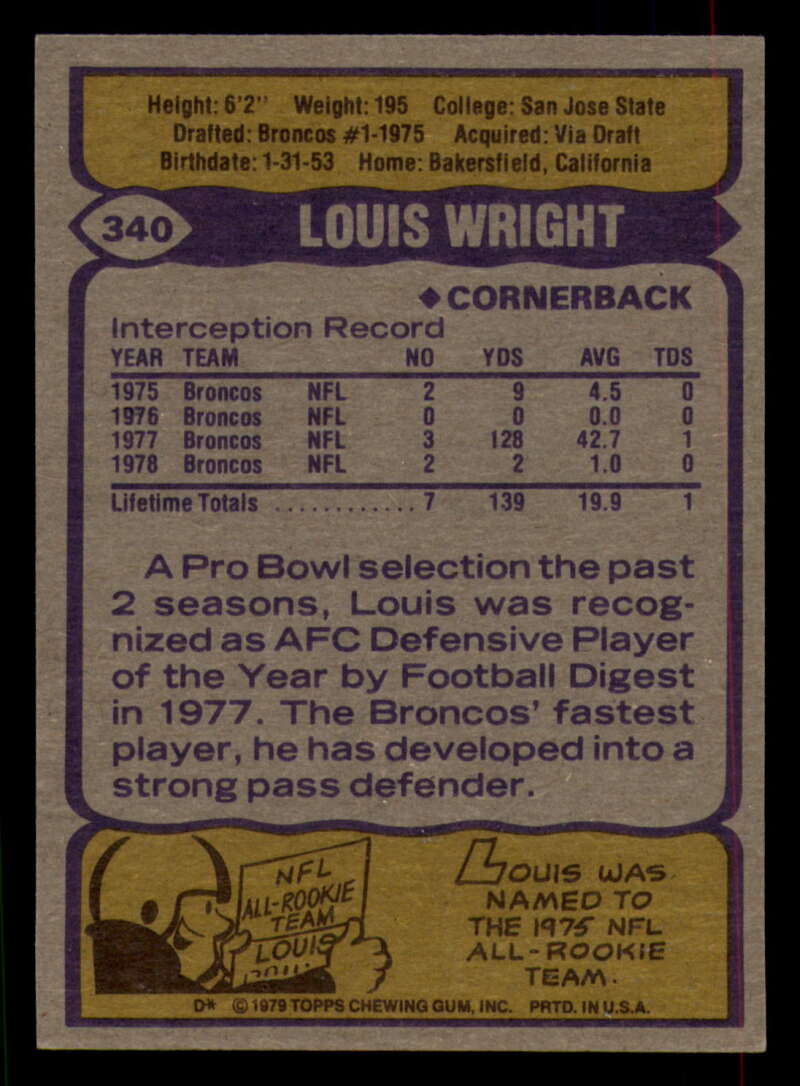 Height: 6'2" Weight: 195 College: San Jose State
Drafted: Broncos #1-1975 Acquired: Via Draft
Birthdate: 1-31-53 Home: Bakersfield, California
340 LOUIS WRIGHT
◆ CORNERBACK
Interception Record
YEAR TEAM NO YDS AVG TDS
1975 Broncos NFL 2 9 4.5 0
1976 Broncos NFL 0 0 0.0 0
1977 Broncos NFL 3 128 42.7 1
1978 Broncos NFL 2 2 1.0 0
Lifetime Totals ............ 7 139 19.9 1
A Pro Bowl selection the past
2 seasons, Louis was recog-
nized as AFC Defensive Player
of the Year by Football Digest
in 1977. The Broncos' fastest
player, he has developed into a
strong pass defender.
NFL
ALL-ROOKIE
TEAM
LOUIS
LOUIS WAS
NAMED TO
THE 1975 NFL
ALL-ROOKIE
TEAM.
D* © 1979 TOPPS CHEWING GUM, INC. PRTD. IN U.S.A.